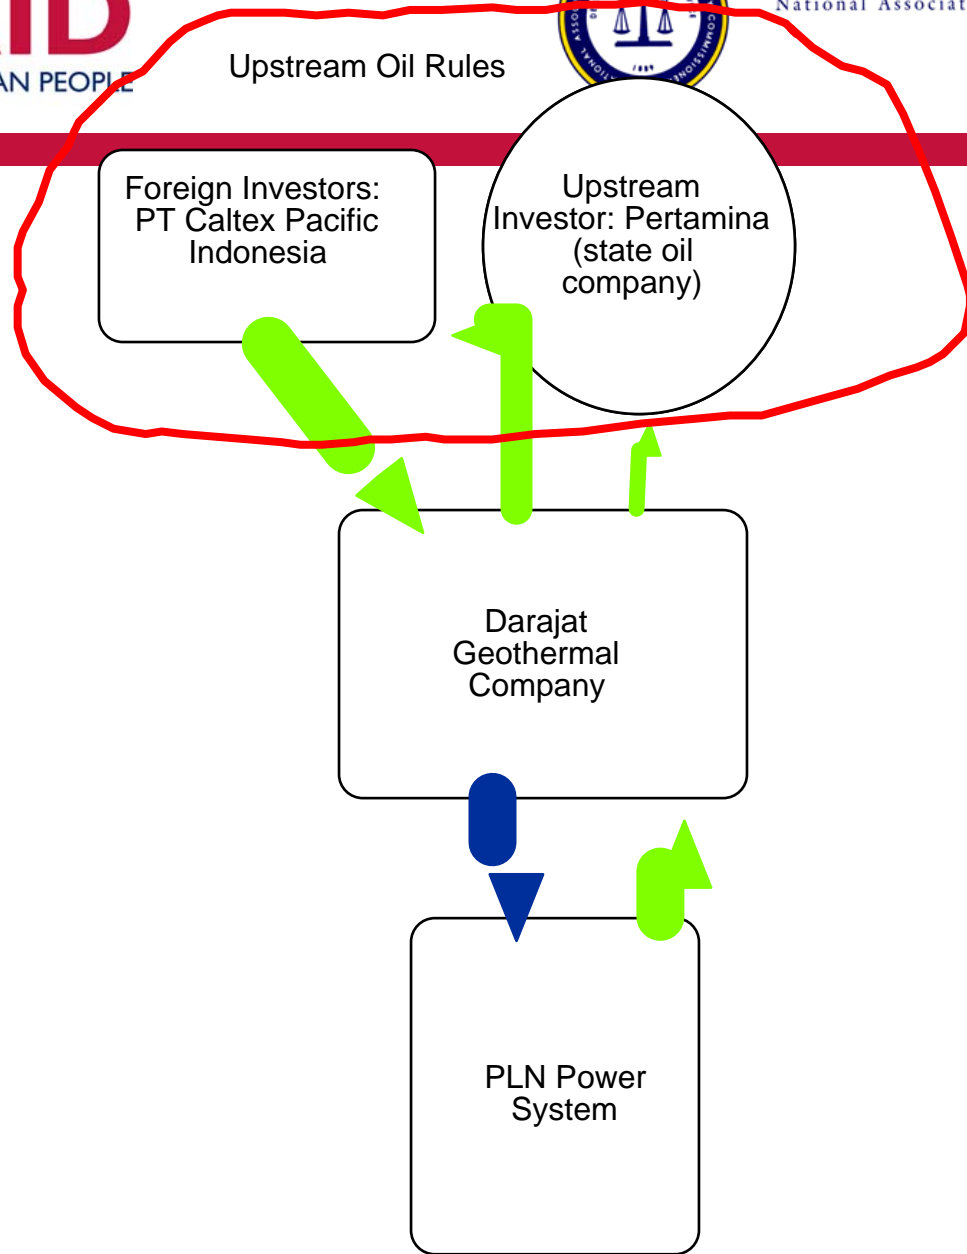 National Associat
AN PEOPLE
Upstream Oil Rules
1889
Foreign Investors:
PT Caltex Pacific
Indonesia
Upstream
Investor: Pertamina
(state oil
company)
Darajat
Geothermal
Company
PLN Power
System